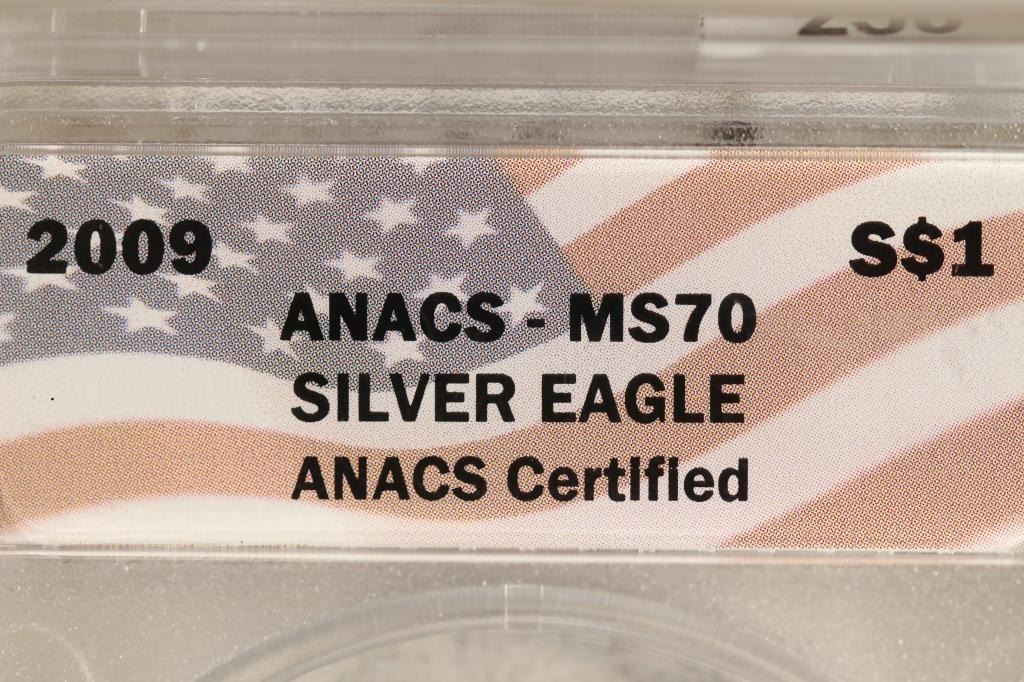 2009 S$1
ANACS - MS70
SILVER EAGLE
ANACS Certified